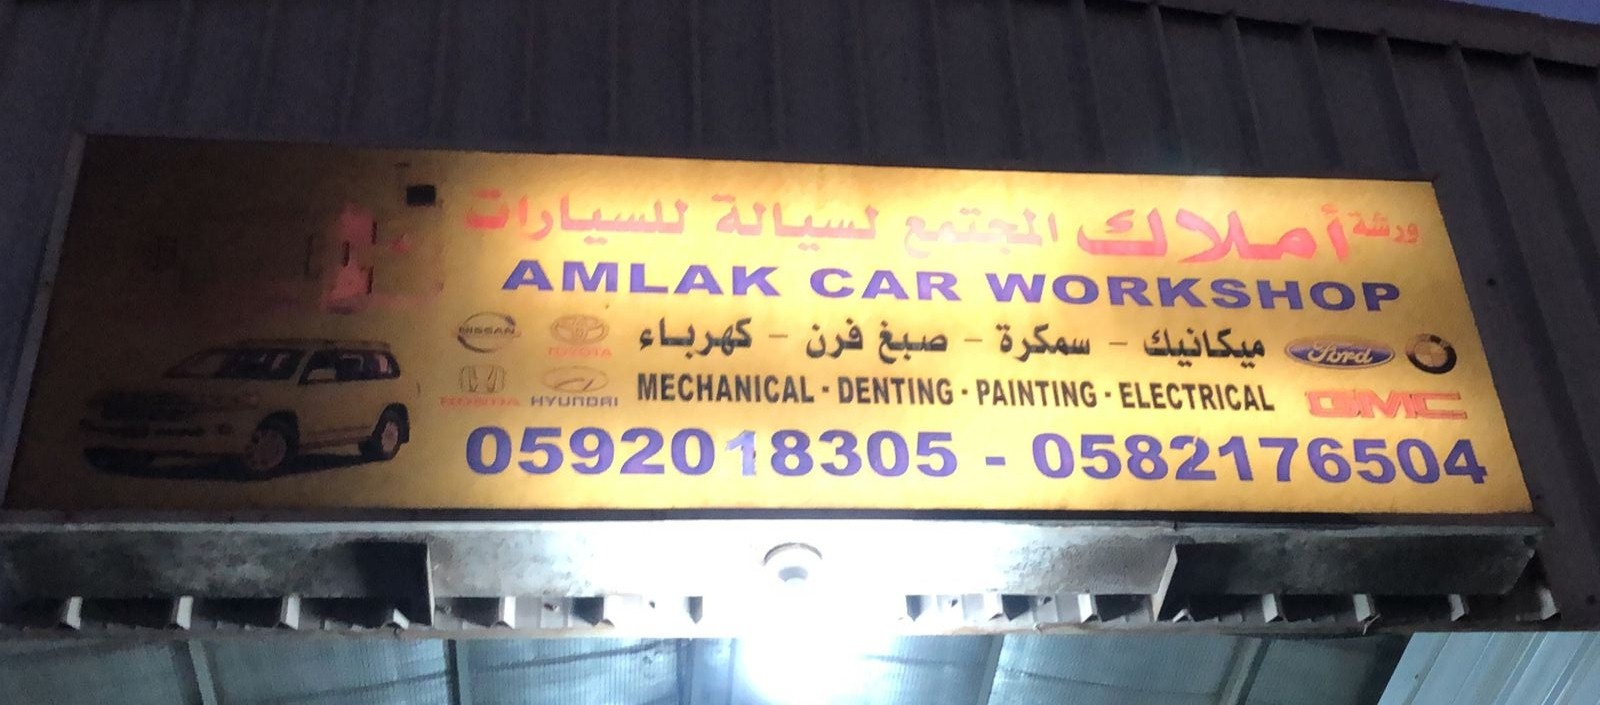 ورشة أملاك المجتمع لسيالة للسيارات
AMLAK CAR WORKSHOP
ميكانيك - سمكرة - صبغ فرن - كهرباء
MECHANICAL - DENTING - PAINTING - ELECTRICAL
NISSAN TOYOTA Ford BMW
HONDA HYUNDAI GMC
0592018305 - 0582176504